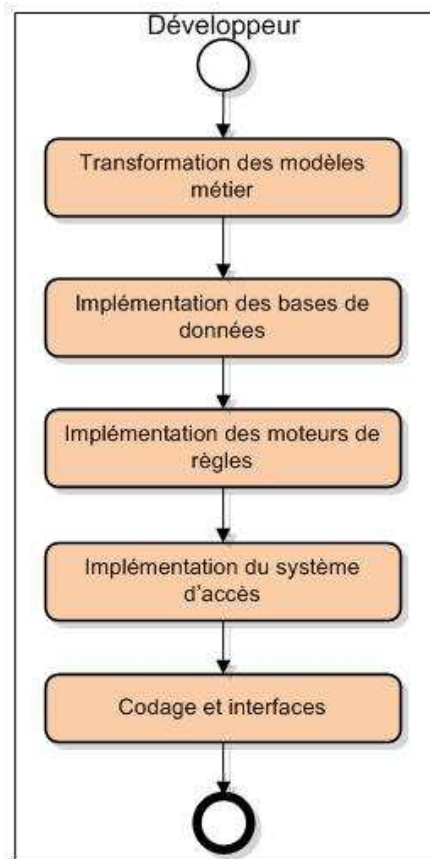 Développeur
Transformation des modèles
métier
Implémentation des bases de
données
Implémentation des moteurs de
règles
Implémentation du système
d'accès
Codage et interfaces